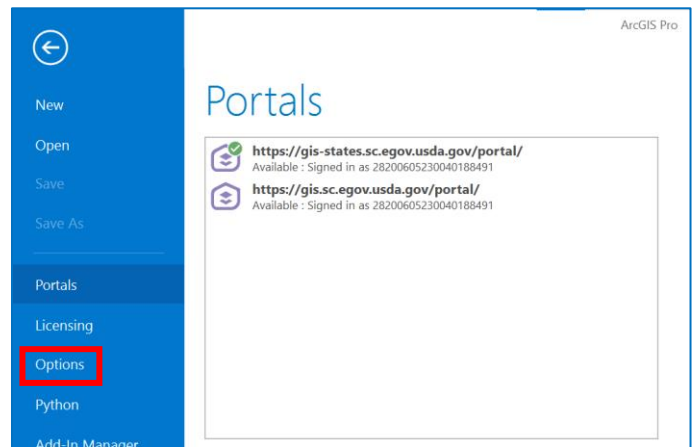 ArcGIS Pro
New
Open
Save
Save As
Portals
Licensing
Options
Python
Add-In Manager
Portals
https://gis-states.sc.egov.usda.gov/portal/
Available : Signed in as 28200605230040188491
https://gis.sc.egov.usda.gov/portal/
Available : Signed in as 28200605230040188491